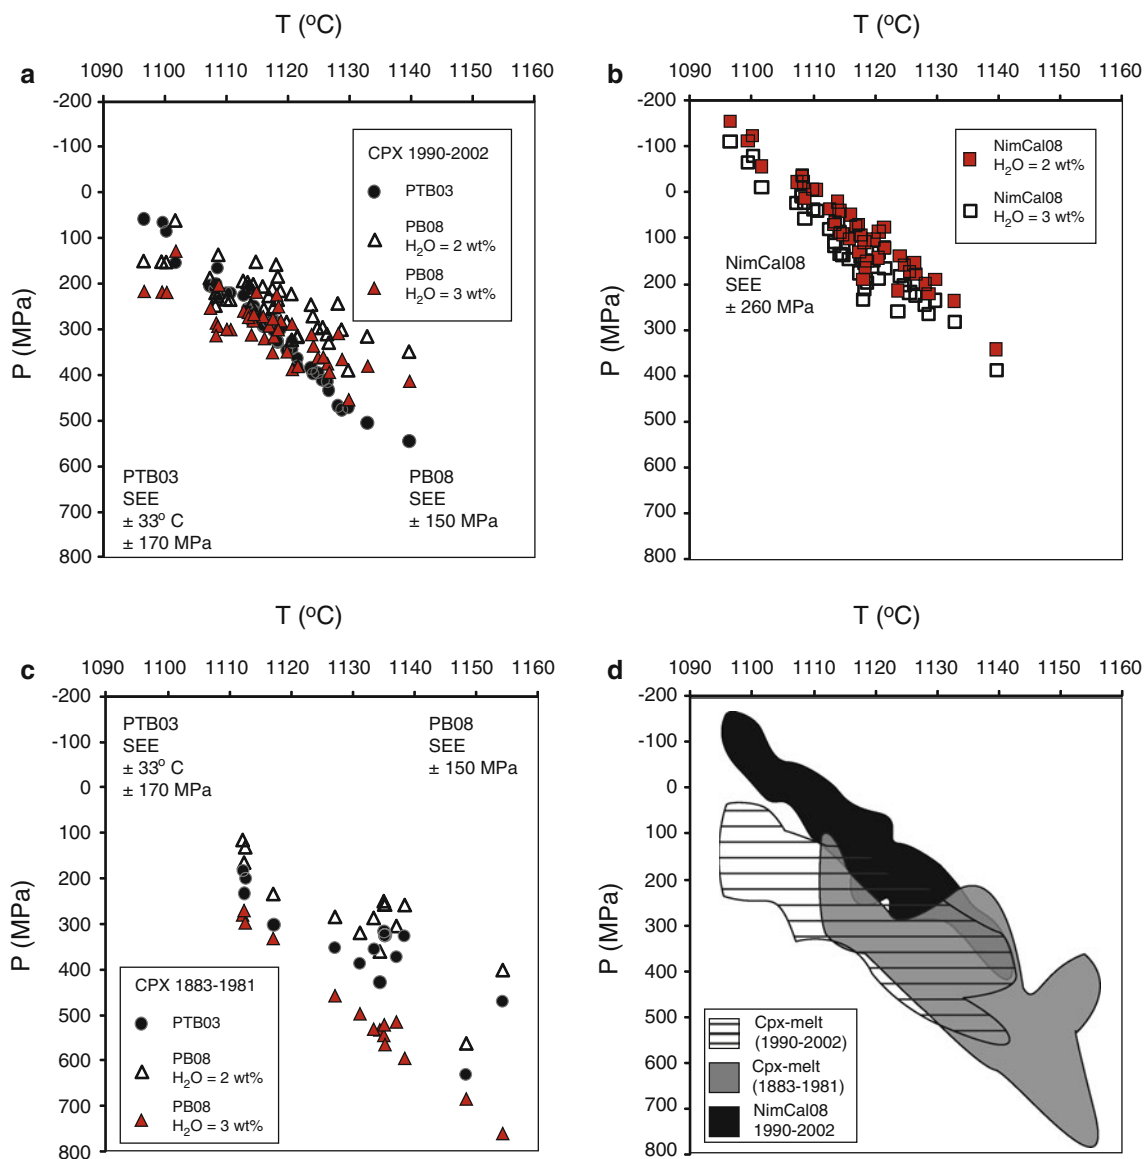 T (ºC)
a
1090 1100 1110 1120 1130 1140 1150 1160
-200
-100
0
100
200
300
400
500
600
700
800
P (MPa)
CPX 1990-2002
PTB03
PB08
H2O = 2 wt%
PB08
H2O = 3 wt%
PTB03
SEE
± 33º C
± 170 MPa
PB08
SEE
± 150 MPa
T (ºC)
b
1090 1100 1110 1120 1130 1140 1150 1160
-200
-100
0
100
200
300
400
500
600
700
800
P (MPa)
NimCal08
H2O = 2 wt%
NimCal08
H2O = 3 wt%
NimCal08
SEE
± 260 MPa
T (ºC)
c
1090 1100 1110 1120 1130 1140 1150 1160
-200
-100
0
100
200
300
400
500
600
700
800
P (MPa)
PTB03
SEE
± 33º C
± 170 MPa
PB08
SEE
± 150 MPa
CPX 1883-1981
PTB03
PB08
H2O = 2 wt%
PB08
H2O = 3 wt%
T (ºC)
d
1090 1100 1110 1120 1130 1140 1150 1160
-200
-100
0
100
200
300
400
500
600
700
800
P (MPa)
Cpx-melt
(1990-2002)
Cpx-melt
(1883-1981)
NimCal08
1990-2002